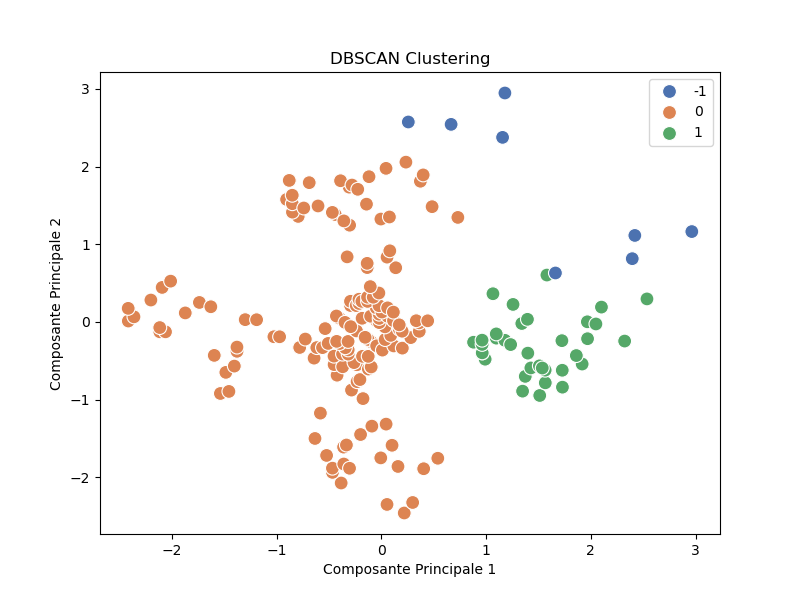 DBSCAN Clustering
-1
0
1
3
2
1
0
−1
−2
Composante Principale 2
−2 −1 0 1 2 3
Composante Principale 1